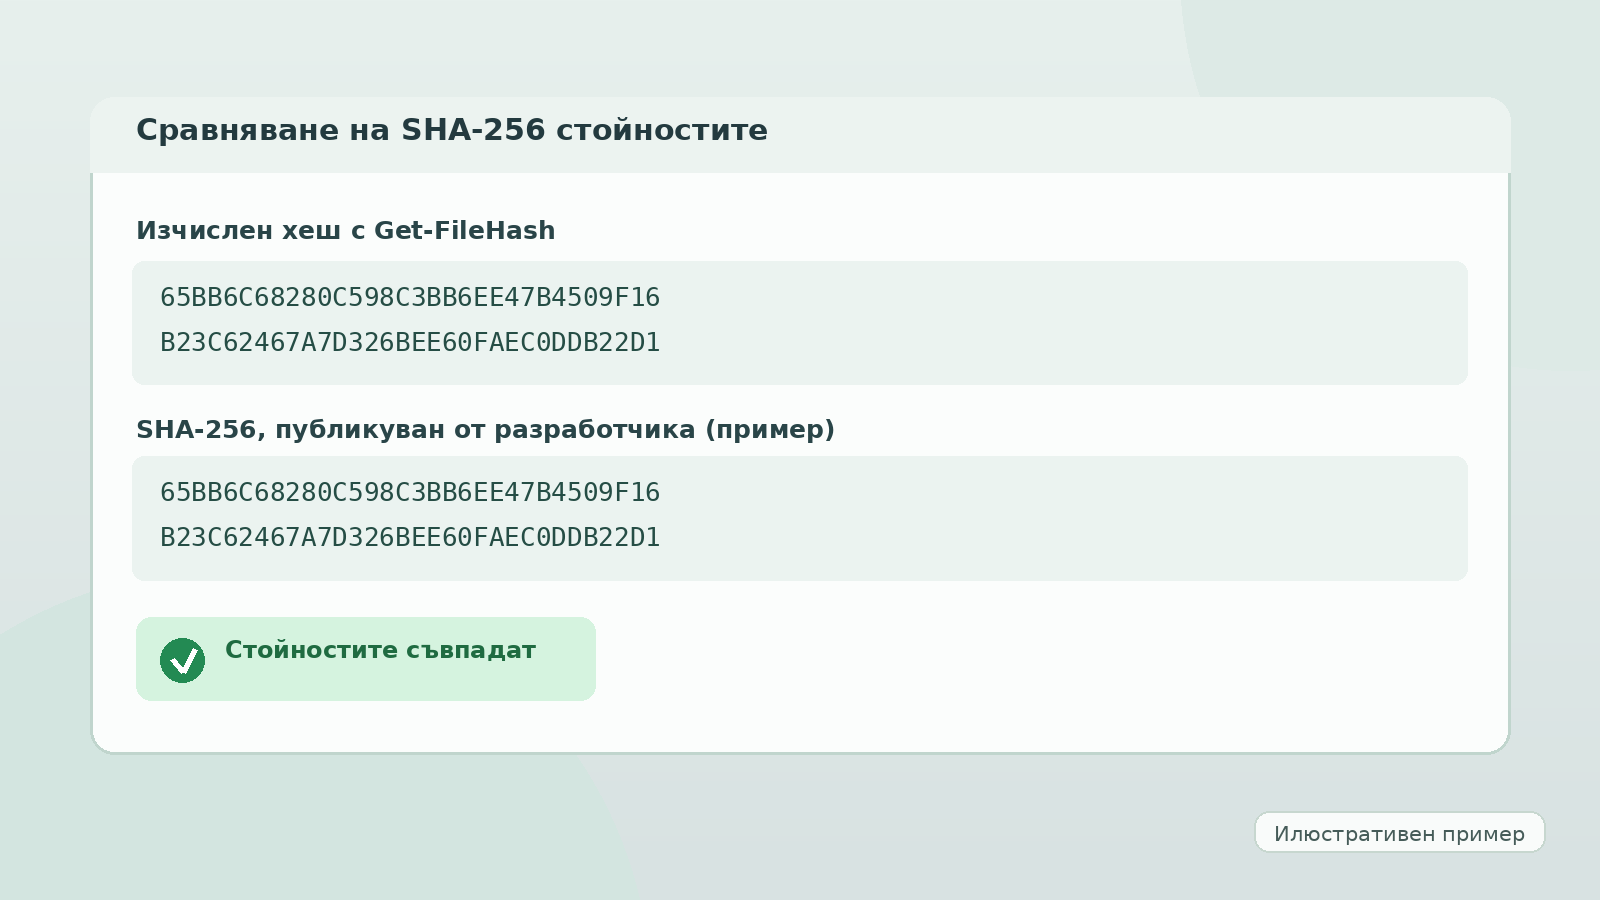 Сравняване на SHA-256 стойностите
Изчислен хеш с Get-FileHash
65BB6C68280C598C3BB6EE47B4509F16
B23C62467A7D326BEE60FAEC0DDB22D1
SHA-256, публикуван от разработчика (пример)
65BB6C68280C598C3BB6EE47B4509F16
B23C62467A7D326BEE60FAEC0DDB22D1
Стойностите съвпадат
Илюстративен пример